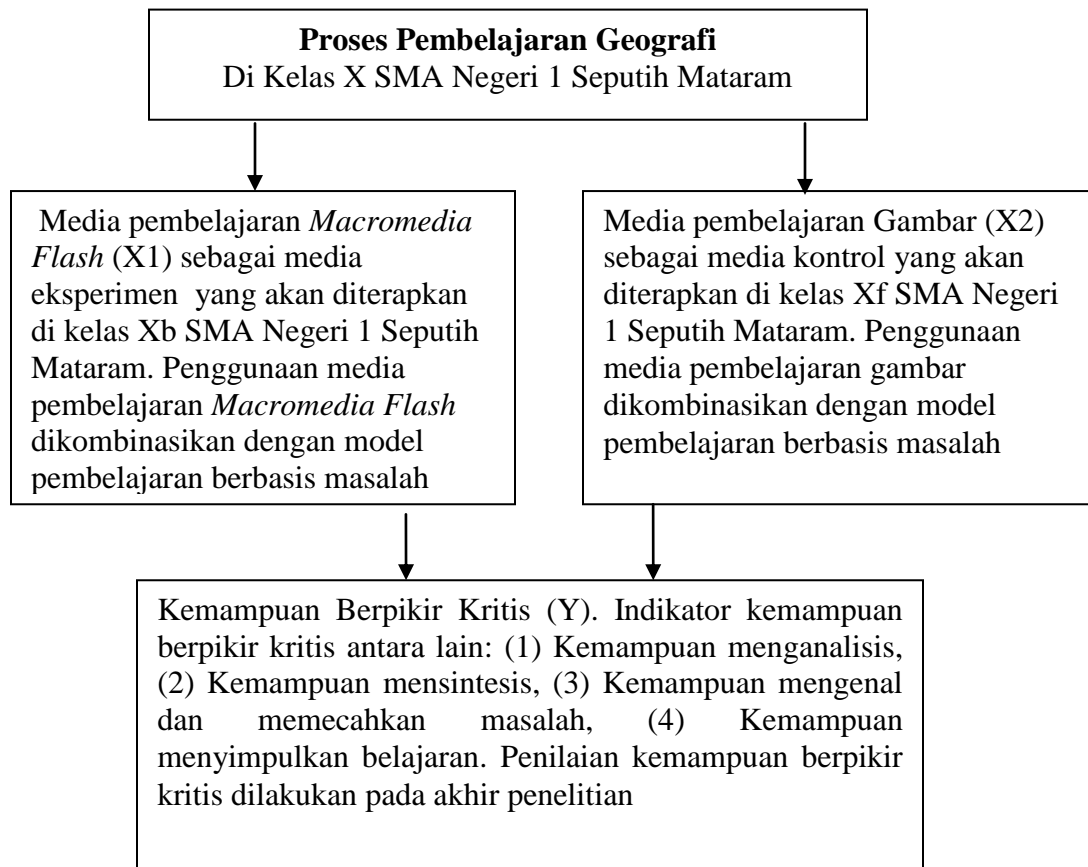 Proses Pembelajaran Geografi
Di Kelas X SMA Negeri 1 Seputih Mataram
Media pembelajaran Macromedia
Flash (X1) sebagai media
eksperimen yang akan diterapkan
di kelas Xb SMA Negeri 1 Seputih
Mataram. Penggunaan media
pembelajaran Macromedia Flash
dikombinasikan dengan model
pembelajaran berbasis masalah
Media pembelajaran Gambar (X2)
sebagai media kontrol yang akan
diterapkan di kelas Xf SMA Negeri
1 Seputih Mataram. Penggunaan
media pembelajaran gambar
dikombinasikan dengan model
pembelajaran berbasis masalah
Kemampuan Berpikir Kritis (Y). Indikator kemampuan
berpikir kritis antara lain: (1) Kemampuan menganalisis,
(2) Kemampuan mensintesis, (3) Kemampuan mengenal
dan memecahkan masalah, (4) Kemampuan
menyimpulkan belajaran. Penilaian kemampuan berpikir
kritis dilakukan pada akhir penelitian